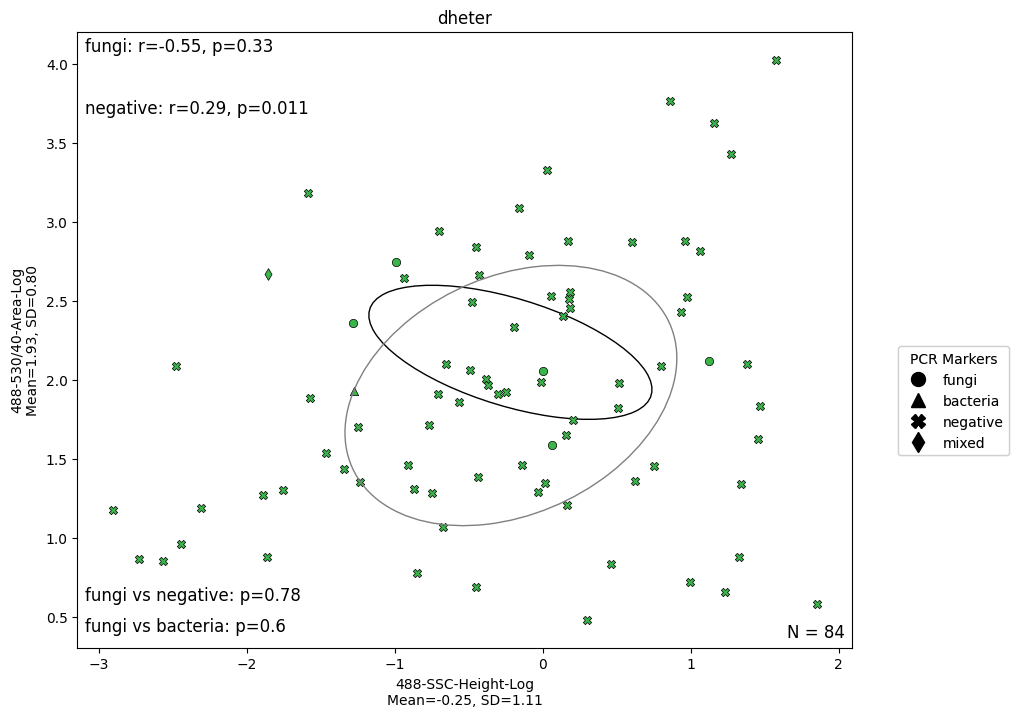 dheter
fungi: r=-0.55, p=0.33
negative: r=0.29, p=0.011
4.0
3.5
3.0
2.5
2.0
1.5
1.0
0.5
488-530/40-Area-Log
Mean=1.93, SD=0.80
PCR Markers
fungi
bacteria
negative
mixed
fungi vs negative: p=0.78
fungi vs bacteria: p=0.6
N = 84
−3 −2 −1 0 1 2
488-SSC-Height-Log
Mean=-0.25, SD=1.11